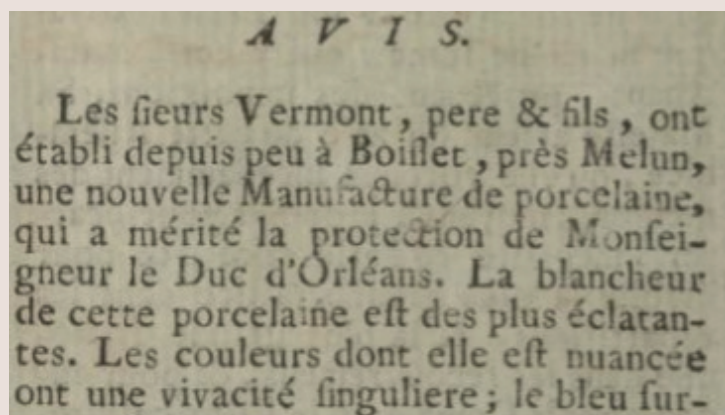 A V I S.
Les ſieurs Vermont, pere & fils, ont
établi depuis peu à Boiſſet, près Melun,
une nouvelle Manufacture de porcelaine,
qui a mérité la protection de Monſei-
gneur le Duc d'Orléans. La blancheur
de cette porcelaine eſt des plus éclatan-
tes. Les couleurs dont elle eſt nuancée
ont une vivacité ſinguliere; le bleu ſur-